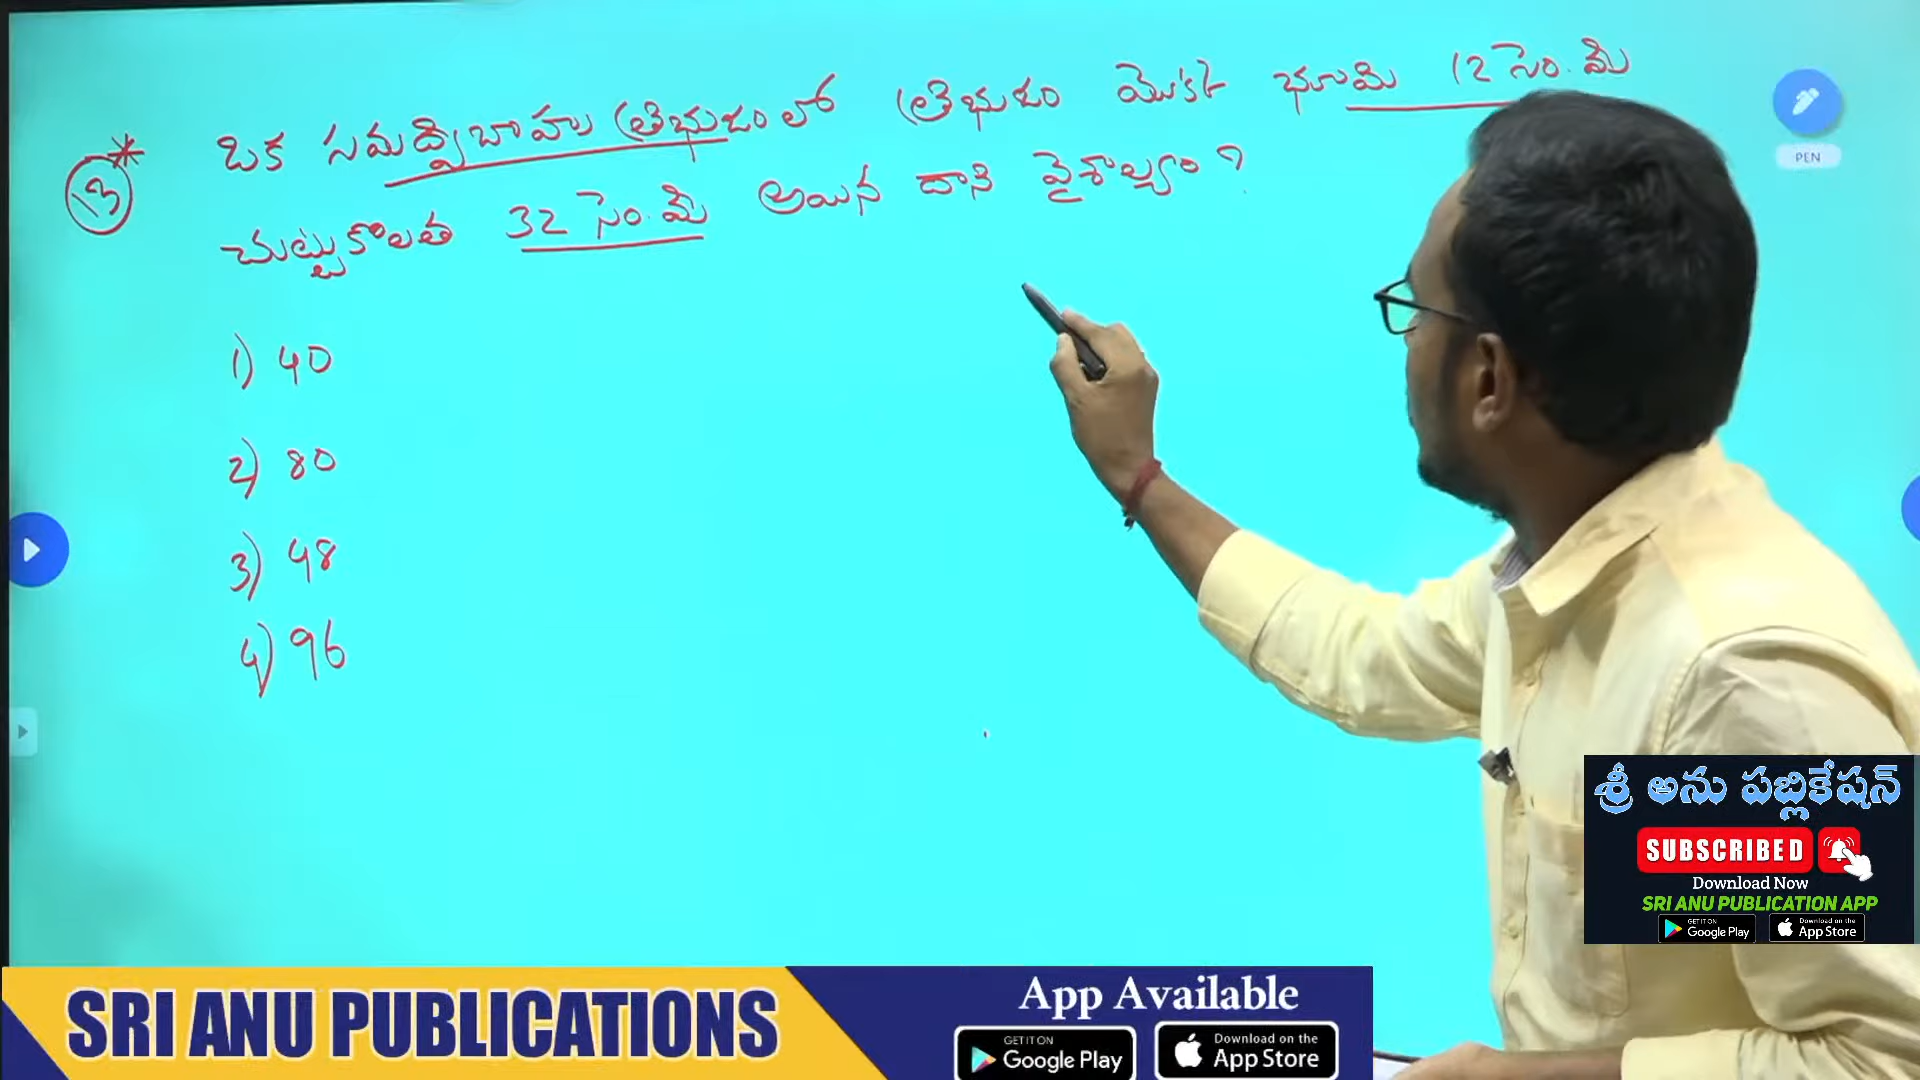 13 * ఒక సమద్విబాహు త్రిభుజంలో త్రిభుజం యొక్క భూమి 12 సెం.మీ
చుట్టుకొలత 32 సెం.మీ అయిన దాని వైశాల్యం ?
1) 40
2) 80
3) 48
4) 96
PEN
శ్రీ అను పబ్లికేషన్
SUBSCRIBED
Download Now
SRI ANU PUBLICATION APP
GET IT ON Google Play
Download on the App Store
SRI ANU PUBLICATIONS
App Available
GET IT ON Google Play
Download on the App Store